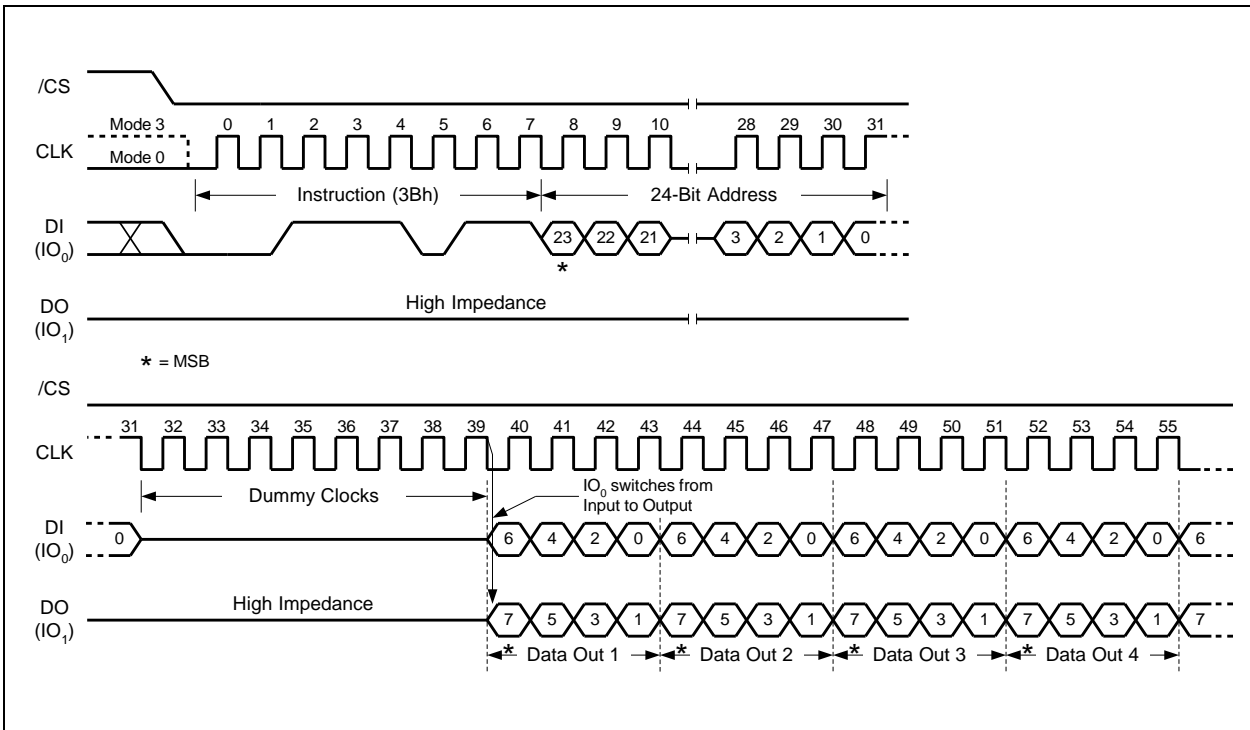 /CS
Mode 3 0 1 2 3 4 5 6 7 8 9 10 28 29 30 31
CLK
Mode 0
Instruction (3Bh) 24-Bit Address
DI
(IO0) 23 22 21 3 2 1 0
*
High Impedance
DO
(IO1)
* = MSB
/CS
31 32 33 34 35 36 37 38 39 40 41 42 43 44 45 46 47 48 49 50 51 52 53 54 55
CLK
Dummy Clocks
IO0 switches from
Input to Output
DI
(IO0) 0 6 4 2 0 6 4 2 0 6 4 2 0 6 4 2 0 6
High Impedance
DO
(IO1) 7 5 3 1 7 5 3 1 7 5 3 1 7 5 3 1 7
* Data Out 1 * Data Out 2 * Data Out 3 * Data Out 4